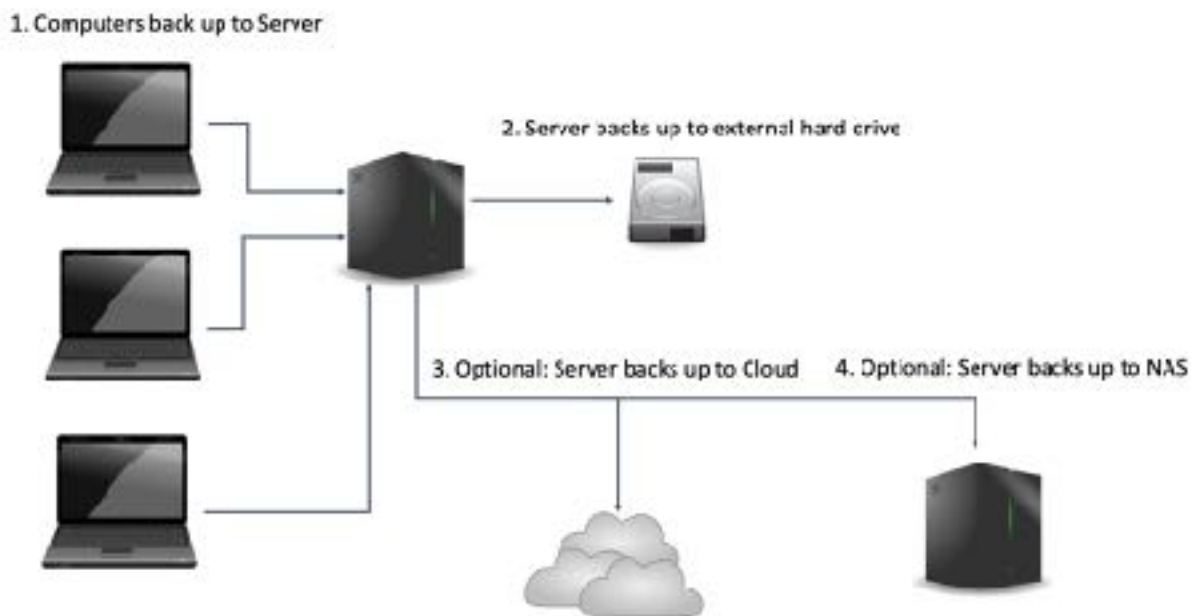 1. Computers back up to Server
2. Server backs up to external hard drive
3. Optional: Server backs up to Cloud
4. Optional: Server backs up to NAS